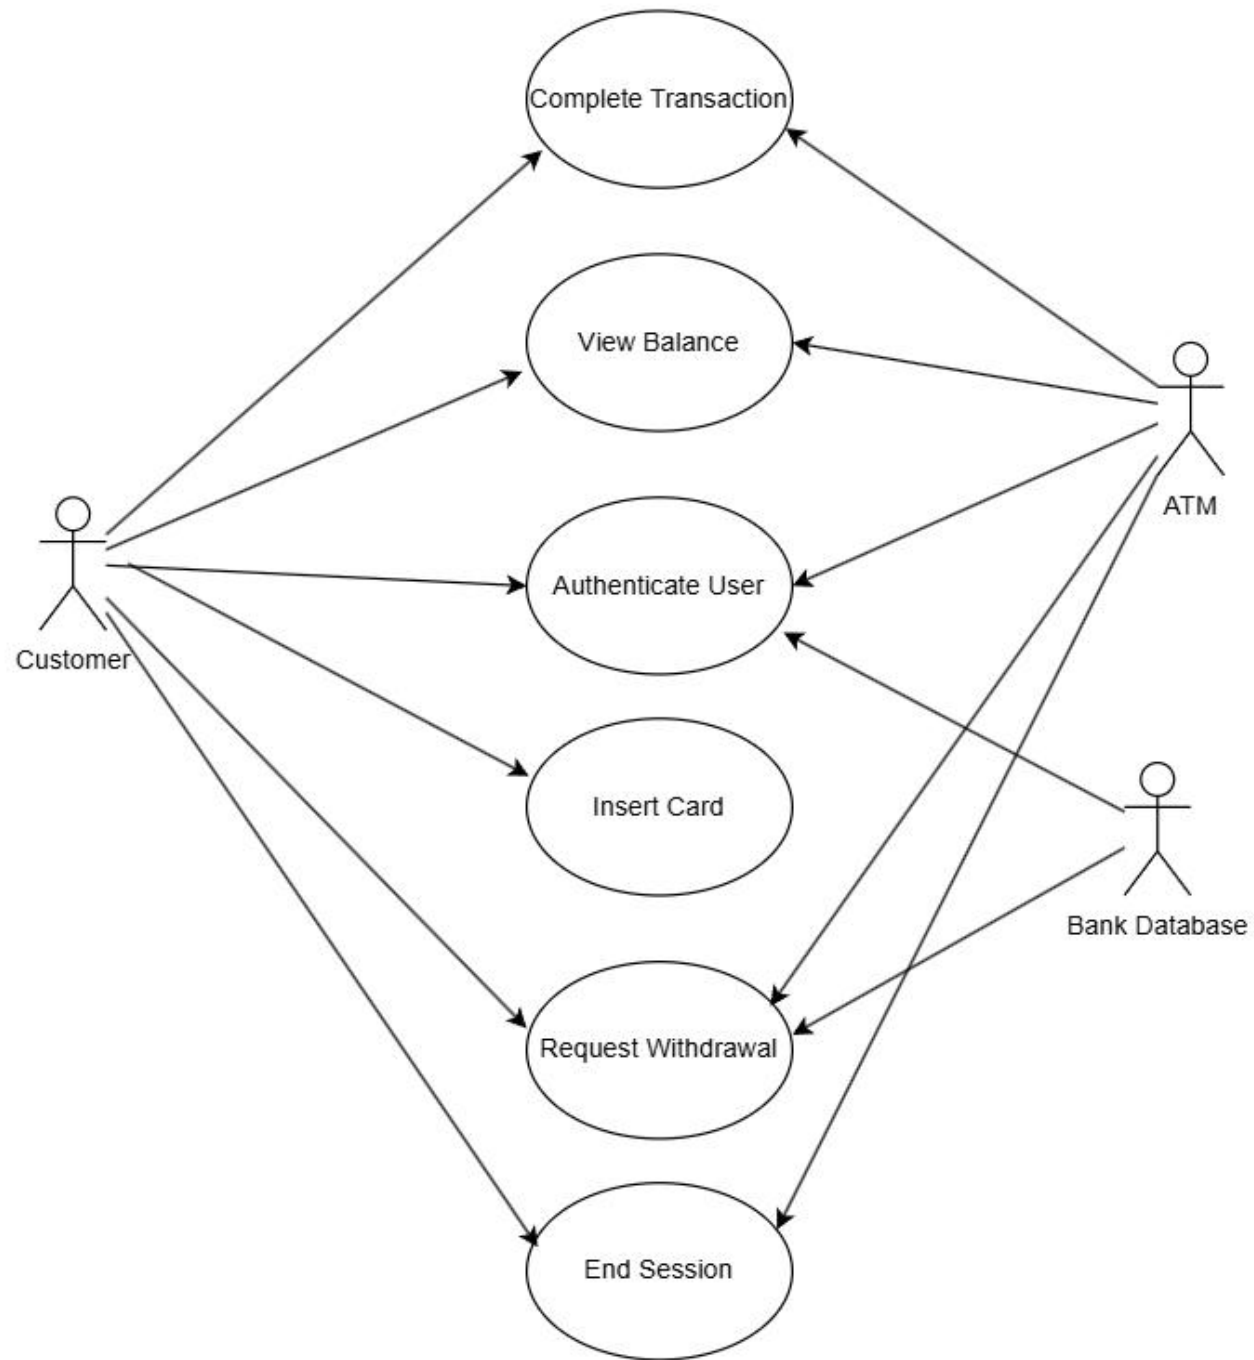 Complete Transaction
View Balance
ATM
Authenticate User
Customer
Insert Card
Bank Database
Request Withdrawal
End Session